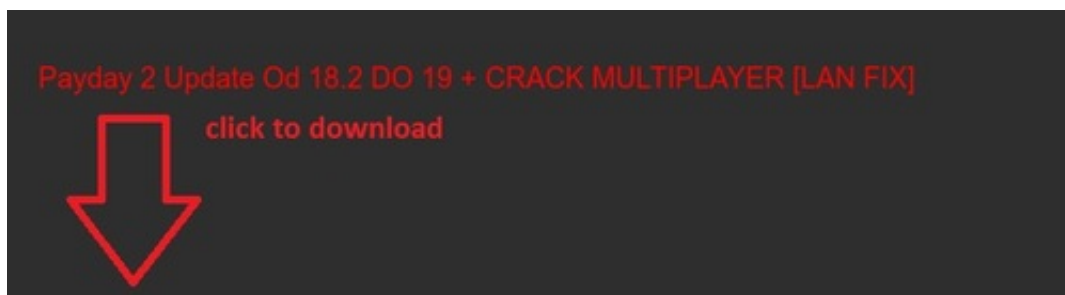 Payday 2 Update Od 18.2 DO 19 + CRACK MULTIPLAYER [LAN FIX]
click to download